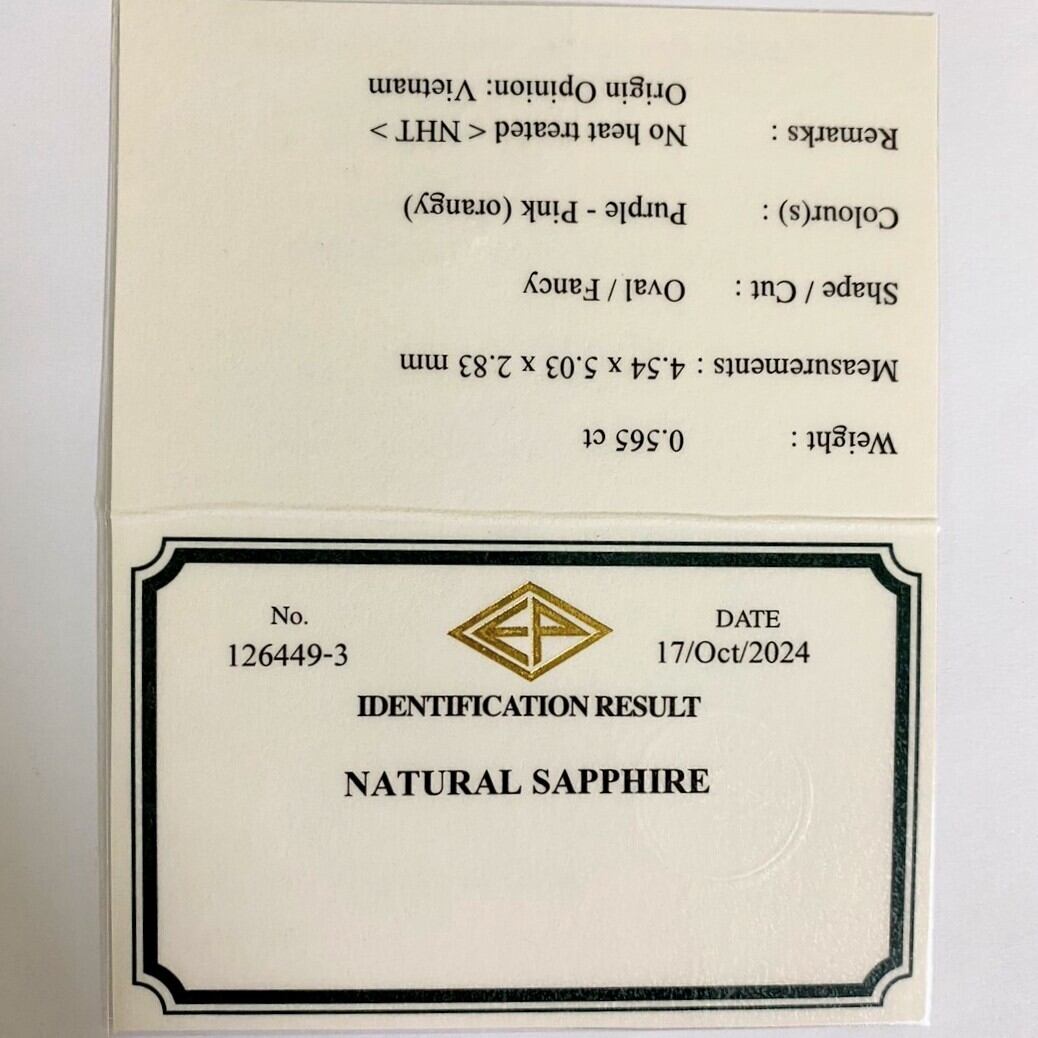 Weight : 0.565 ct
Measurements : 4.54 x 5.03 x 2.83 mm
Shape / Cut : Oval / Fancy
Colour(s) : Purple - Pink (orangy)
Remarks : No heat treated < NHT >
Origin Opinion: Vietnam
No. DATE
126449-3 17/Oct/2024
IDENTIFICATION RESULT
NATURAL SAPPHIRE